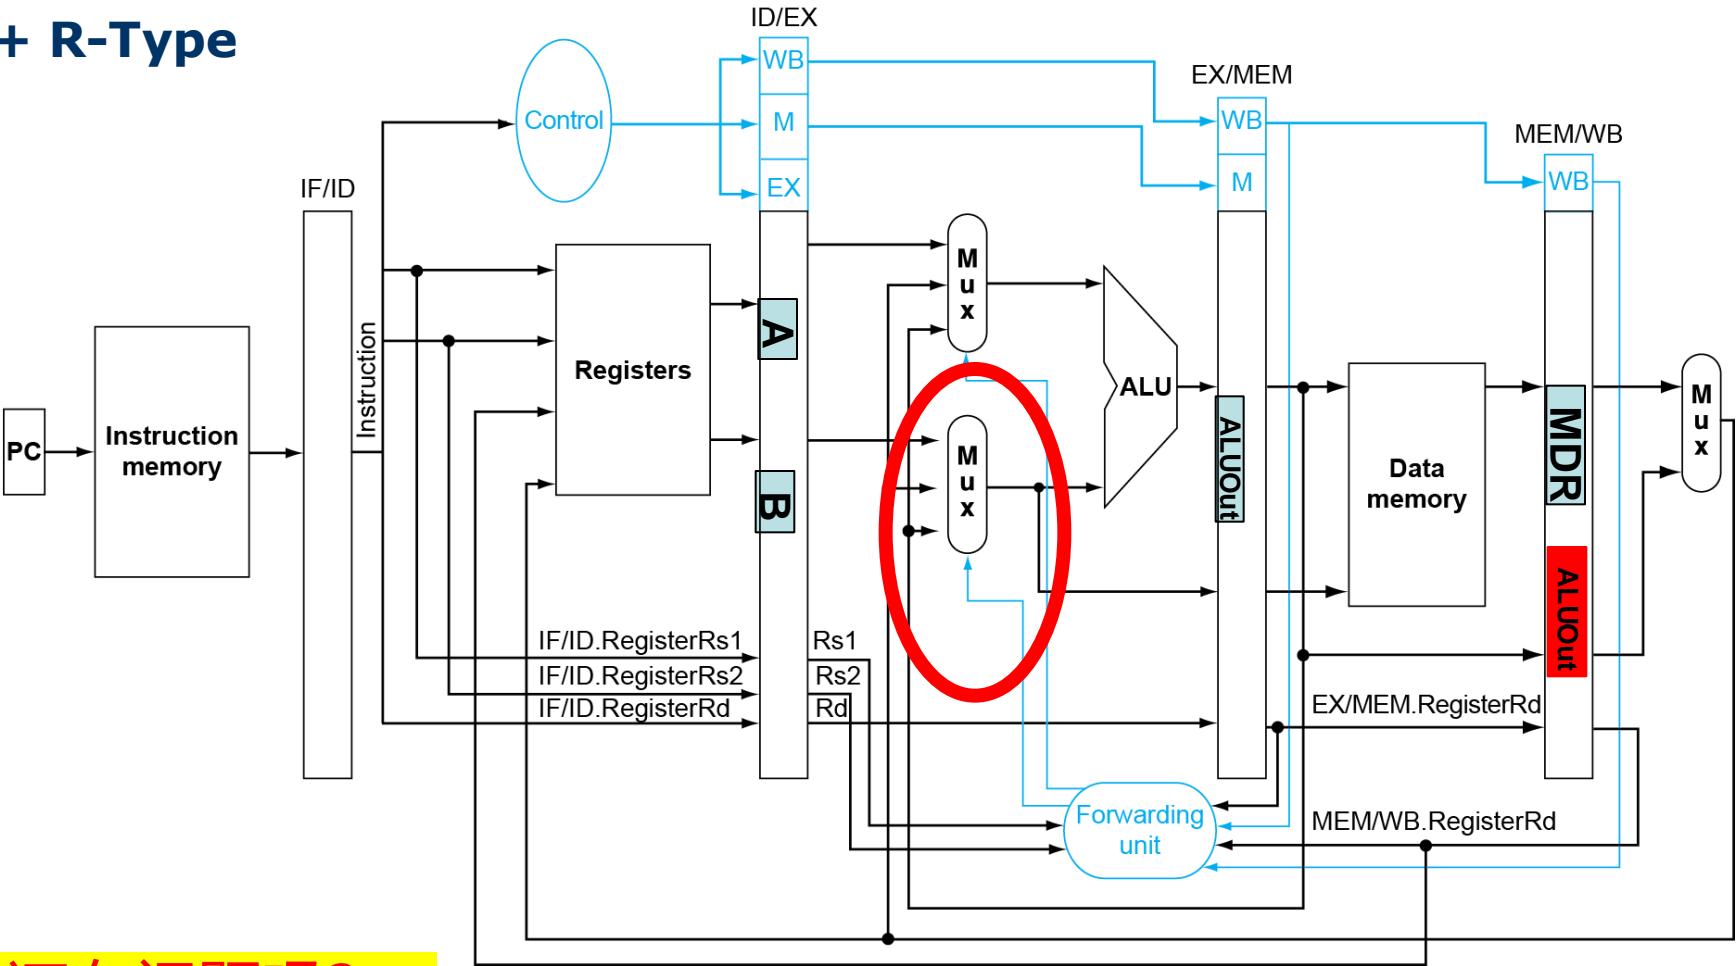 + R-Type
ID/EX
WB
M
EX
Control
EX/MEM
WB
M
MEM/WB
WB
IF/ID
PC
Instruction
memory
Instruction
Registers
A
B
M
u
x
M
u
x
ALU
ALUOut
Data
memory
MDR
ALUOut
M
u
x
IF/ID.RegisterRs1
IF/ID.RegisterRs2
IF/ID.RegisterRd
Rs1
Rs2
Rd
EX/MEM.RegisterRd
Forwarding
unit
MEM/WB.RegisterRd